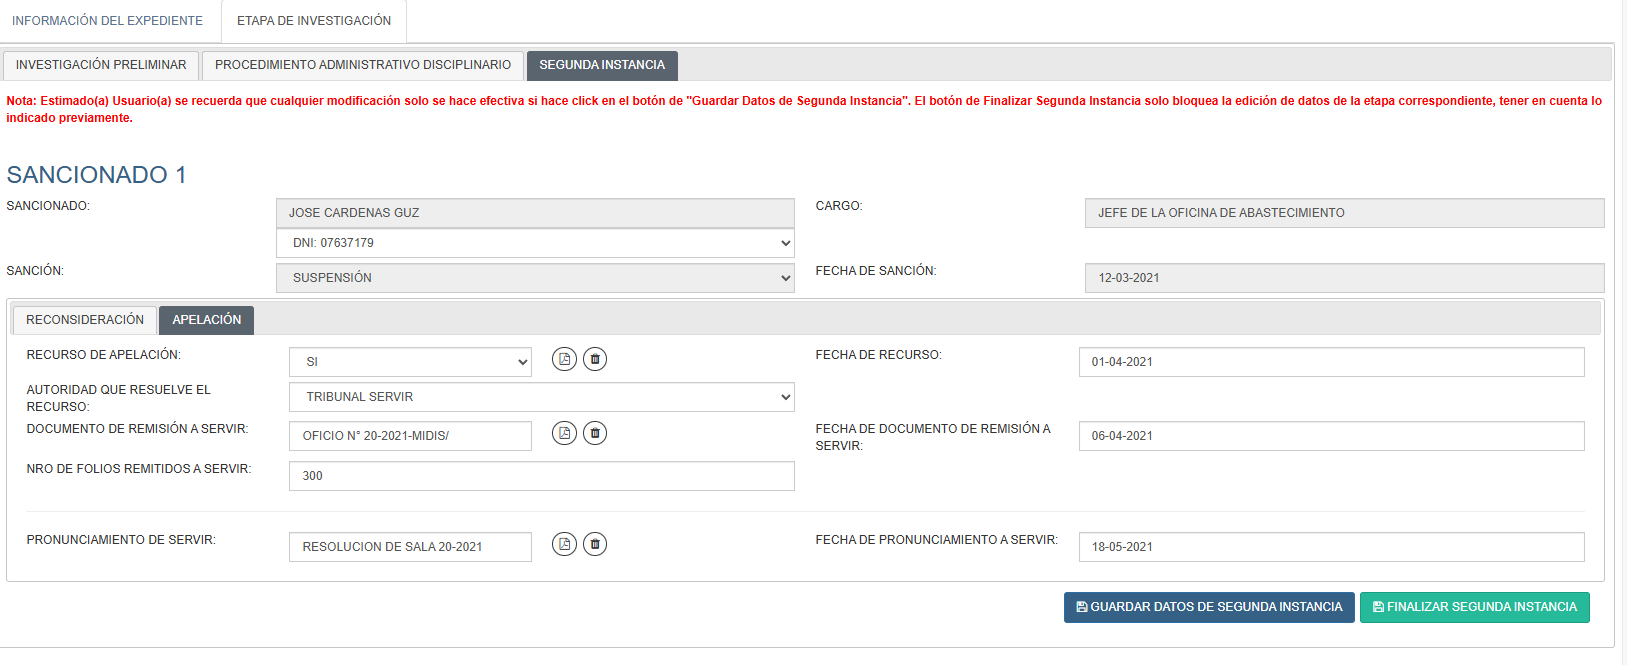 INFORMACIÓN DEL EXPEDIENTE
ETAPA DE INVESTIGACIÓN
INVESTIGACIÓN PRELIMINAR
PROCEDIMIENTO ADMINISTRATIVO DISCIPLINARIO
SEGUNDA INSTANCIA
Nota: Estimado(a) Usuario(a) se recuerda que cualquier modificación solo se hace efectiva si hace click en el botón de "Guardar Datos de Segunda Instancia". El botón de Finalizar Segunda Instancia solo bloquea la edición de datos de la etapa correspondiente, tener en cuenta lo
indicado previamente.
SANCIONADO 1
SANCIONADO:
JOSE CARDENAS GUZ
CARGO:
JEFE DE LA OFICINA DE ABASTECIMIENTO
DNI: 07637179
SANCIÓN:
SUSPENSIÓN
FECHA DE SANCIÓN:
12-03-2021
RECONSIDERACIÓN
APELACIÓN
RECURSO DE APELACIÓN:
SI
FECHA DE RECURSO:
01-04-2021
AUTORIDAD QUE RESUELVE EL
RECURSO:
TRIBUNAL SERVIR
DOCUMENTO DE REMISIÓN A SERVIR:
OFICIO N° 20-2021-MIDIS/
FECHA DE DOCUMENTO DE REMISIÓN A
SERVIR:
06-04-2021
NRO DE FOLIOS REMITIDOS A SERVIR:
300
PRONUNCIAMIENTO DE SERVIR:
RESOLUCION DE SALA 20-2021
FECHA DE PRONUNCIAMIENTO A SERVIR:
18-05-2021
GUARDAR DATOS DE SEGUNDA INSTANCIA
FINALIZAR SEGUNDA INSTANCIA